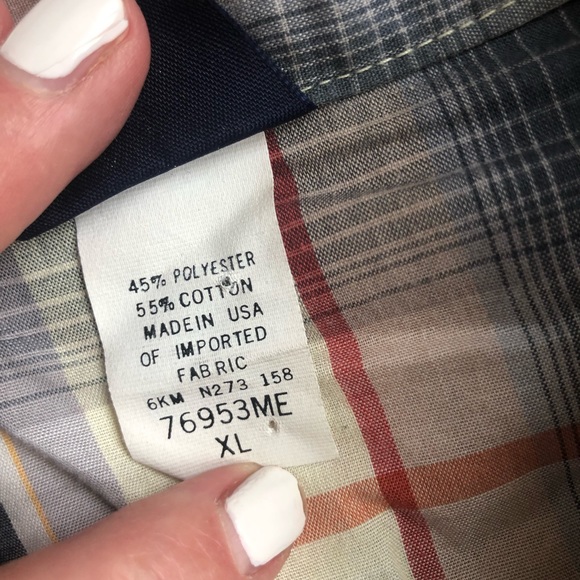 45% POLYESTER
55% COTTON
MADEIN USA
OF IMPORTED
FABRIC
6KM N273 158
76953ME
XL